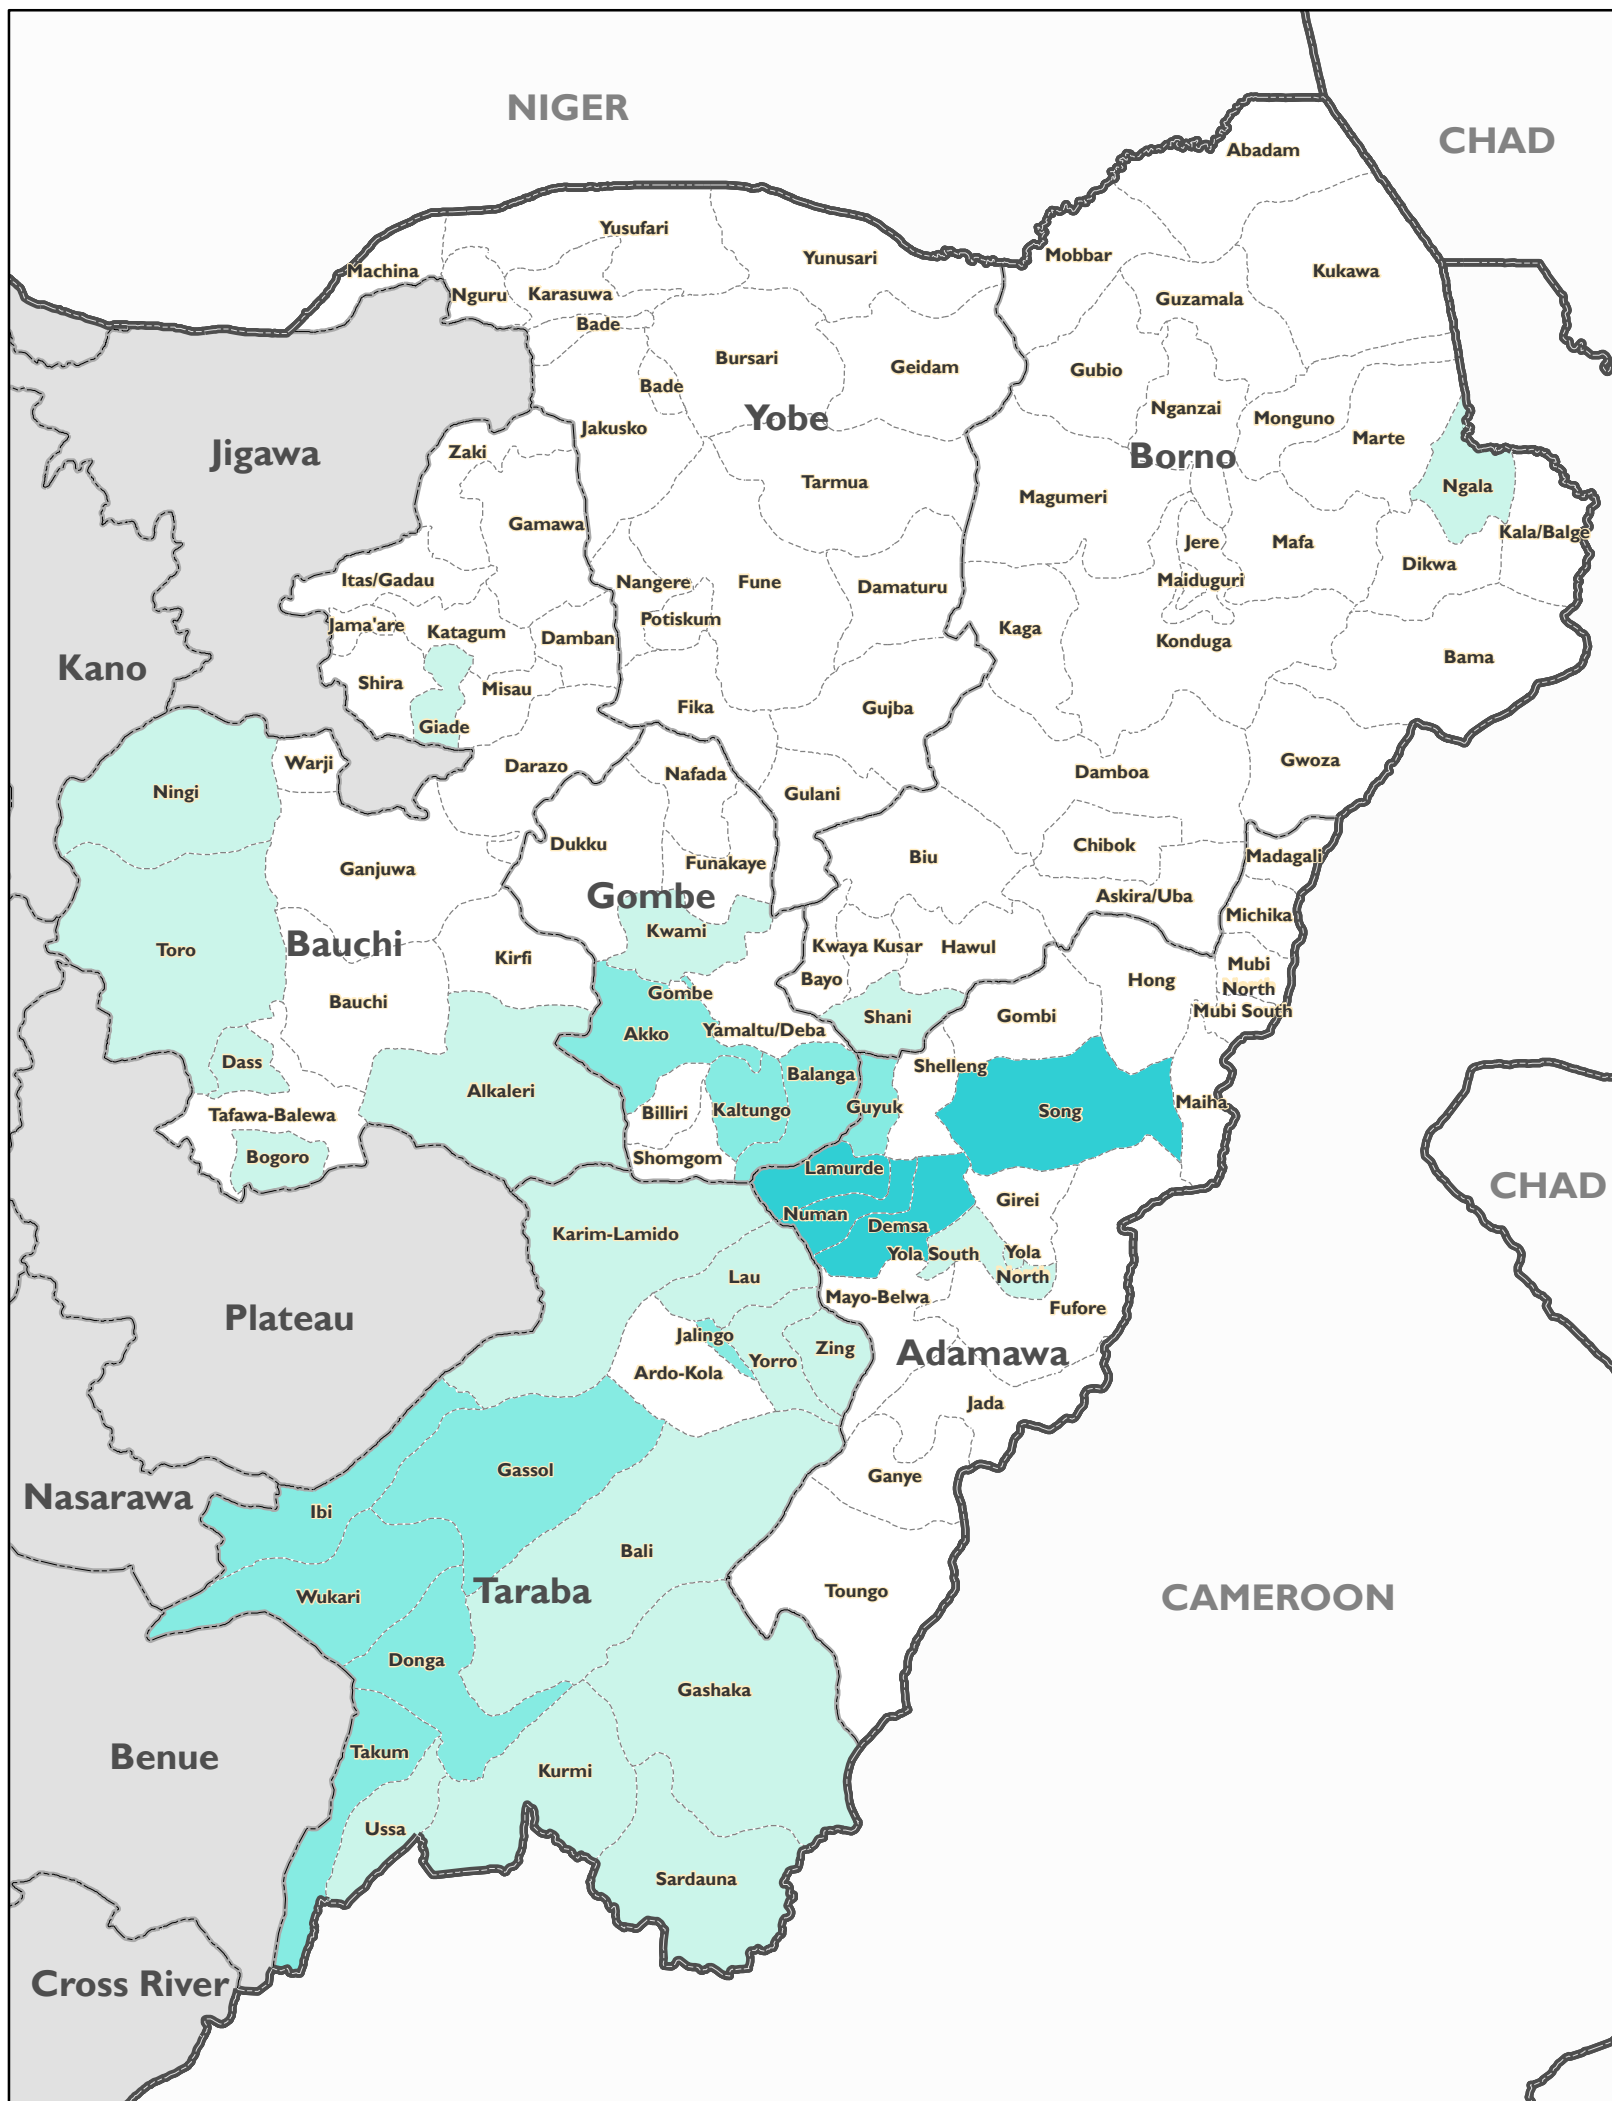 NIGER
CHAD
Abadam
Yusufari
Yunusari
Mobbar
Machina
Kukawa
Nguru
Karasuwa
Guzamala
Bade
Bursari
Geidam
Gubio
Bade
Nganzai
Monguno
Yobe
Jakusko
Marte
Jigawa
Zaki
Borno
Tarmua
Ngala
Magumeri
Gamawa
Kala/Balge
Jere
Mafa
Dikwa
Itas/Gadau
Nangere
Fune
Damaturu
Maiduguri
Jama'are
Katagum
Damban
Potiskum
Kaga
Konduga
Bama
Kano
Shira
Misau
Fika
Gujba
Giade
Warji
Darazo
Nafada
Damboa
Gwoza
Ningi
Gulani
Dukku
Chibok
Biu
Madagali
Ganjuwa
Funakaye
Gombe
Askira/Uba
Michika
Kwami
Toro
Bauchi
Kwaya Kusar
Hawul
Kirfi
Mubi
North
Bayo
Hong
Gombe
Bauchi
Mubi South
Shani
Gombi
Akko
Yamaltu/Deba
Dass
Shelleng
Balanga
Alkaleri
Maiha
Tafawa-Balewa
Billiri
Kaltungo
Guyuk
Song
Bogoro
Shomgom
Lamurde
CHAD
Girei
Numan
Demsa
Karim-Lamido
Yola South
Yola
North
Lau
Mayo-Belwa
Fufore
Plateau
Jalingo
Zing
Adamawa
Yorro
Ardo-Kola
Jada
Gassol
Ganye
Nasarawa
Ibi
Bali
Wukari
Taraba
Toungo
CAMEROON
Donga
Gashaka
Benue
Takum
Kurmi
Ussa
Sardauna
Cross River